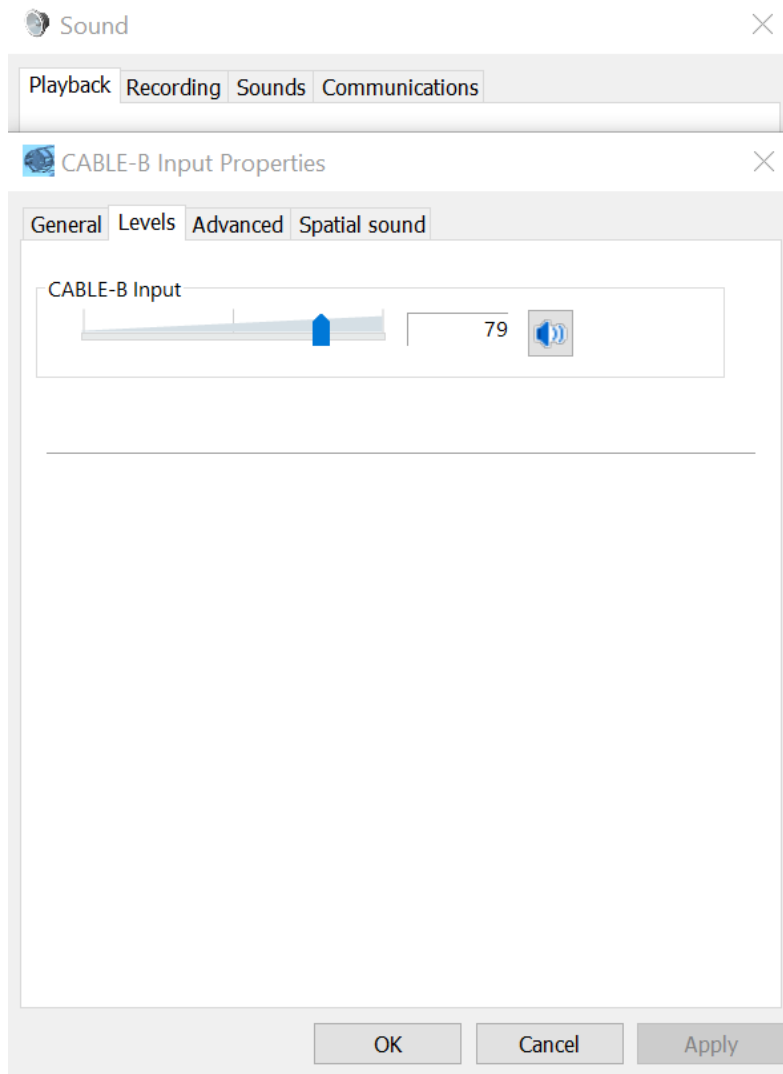 Sound
Playback Recording Sounds Communications
CABLE-B Input Properties
General Levels Advanced Spatial sound
CABLE-B Input
79
OK Cancel Apply